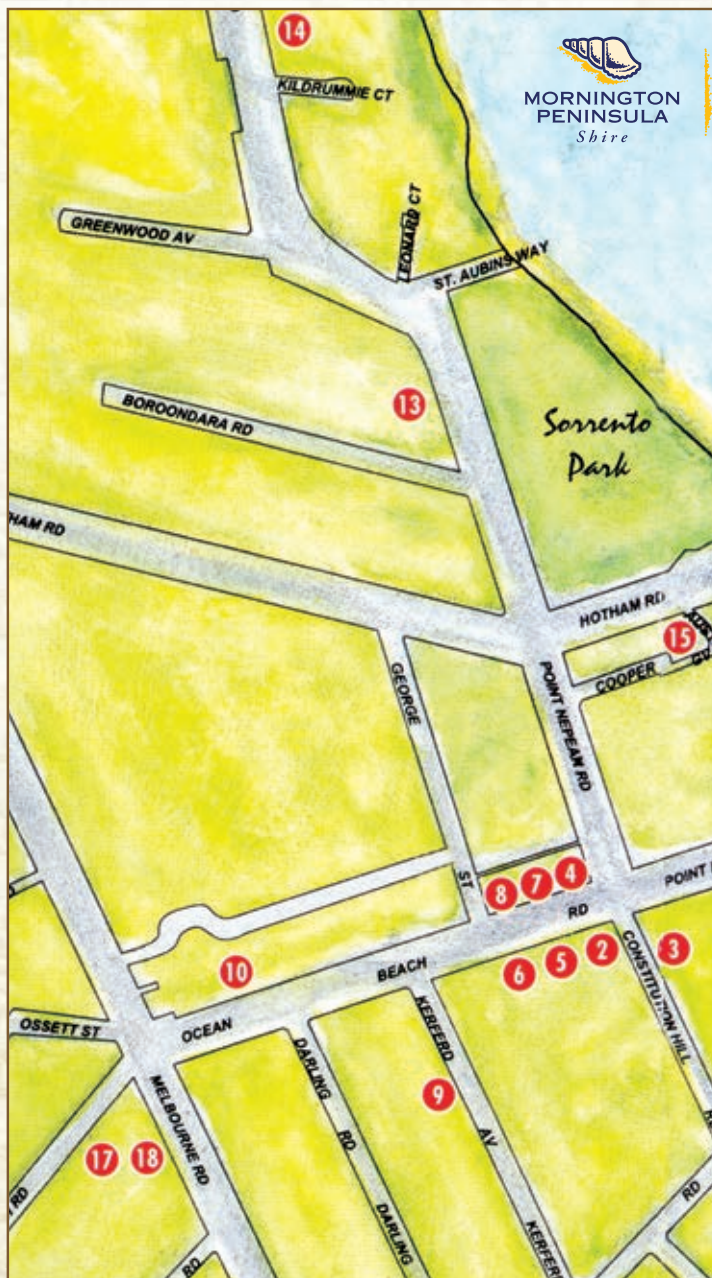 14
KILDRUMMIE CT
MORNINGTON
PENINSULA
Shire
GREENWOOD AV
LEONARD CT
ST. AUBINS WAY
13
BOROONDARA RD
Sorrento
Park
HAM RD
HOTHAM RD
15
GEORGE
COOPER
POINT NEPEAN RD
ST
8
7
4
POINT
RD
BEACH
6
5
2
CONSTITUTION HILL
3
10
OCEAN
OSSETT ST
KERFERD
DARLING
RD
9
AV
MELBOURNE RD
17
18
RD
RD
RD
DARLING
KERFER